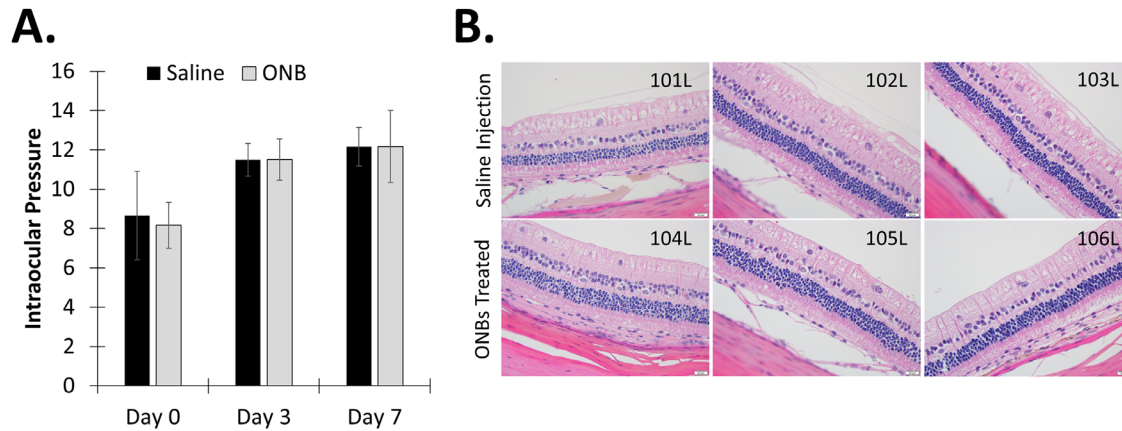 A.
Intraocular Pressure
16
14
12
10
8
6
4
2
0
Saline
ONB
Day 0
Day 3
Day 7
B.
Saline Injection
101L
102L
103L
ONBs Treated
104L
105L
106L